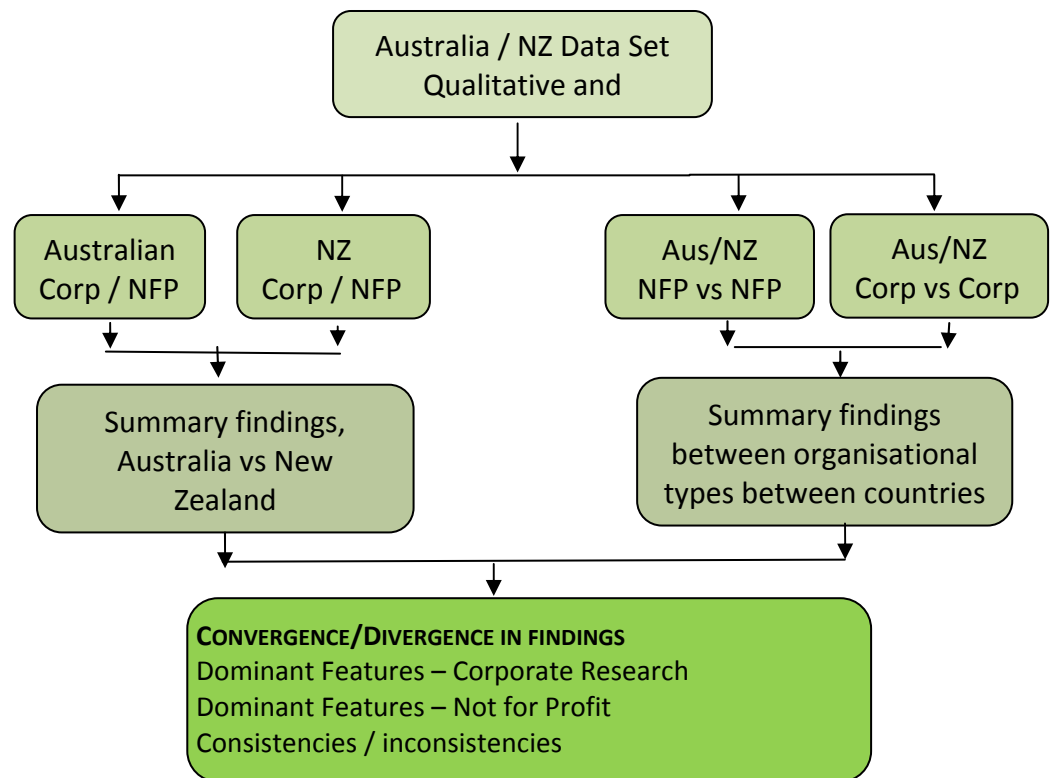 Australia / NZ Data Set
Qualitative and
Australian
Corp / NFP
NZ
Corp / NFP
Aus/NZ
NFP vs NFP
Aus/NZ
Corp vs Corp
Summary findings,
Australia vs New
Zealand
Summary findings
between organisational
types between countries
CONVERGENCE/DIVERGENCE IN FINDINGS
Dominant Features – Corporate Research
Dominant Features – Not for Profit
Consistencies / inconsistencies